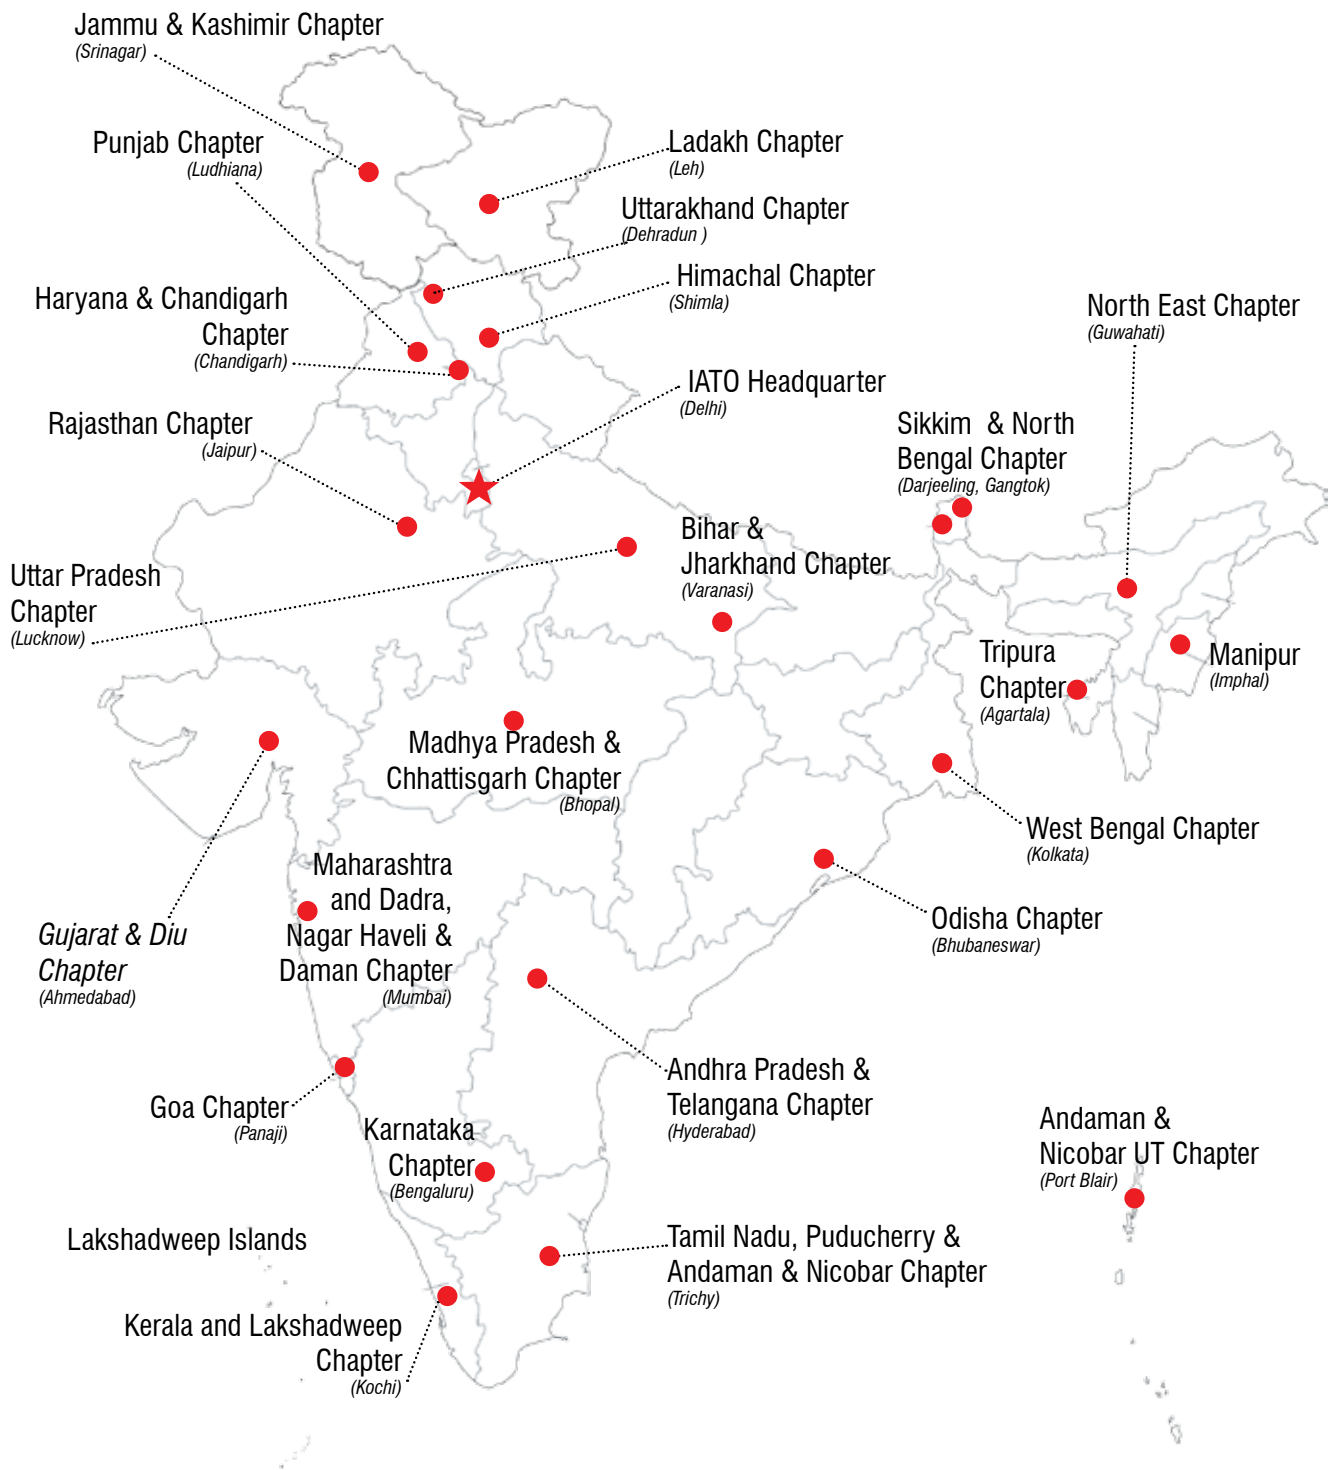 Jammu & Kashimir Chapter
(Srinagar)
Punjab Chapter
(Ludhiana)
Ladakh Chapter
(Leh)
Uttarakhand Chapter
(Dehradun )
Himachal Chapter
(Shimla)
Haryana & Chandigarh
Chapter
(Chandigarh)
North East Chapter
(Guwahati)
IATO Headquarter
(Delhi)
Rajasthan Chapter
(Jaipur)
Sikkim & North
Bengal Chapter
(Darjeeling, Gangtok)
Bihar &
Jharkhand Chapter
(Varanasi)
Uttar Pradesh
Chapter
(Lucknow)
Tripura
Chapter
(Agartala)
Manipur
(Imphal)
Madhya Pradesh &
Chhattisgarh Chapter
(Bhopal)
West Bengal Chapter
(Kolkata)
Maharashtra
and Dadra,
Nagar Haveli &
Daman Chapter
(Mumbai)
Gujarat & Diu
Chapter
(Ahmedabad)
Odisha Chapter
(Bhubaneswar)
Andhra Pradesh &
Telangana Chapter
(Hyderabad)
Goa Chapter
(Panaji)
Karnataka
Chapter
(Bengaluru)
Andaman &
Nicobar UT Chapter
(Port Blair)
Lakshadweep Islands
Tamil Nadu, Puducherry &
Andaman & Nicobar Chapter
(Trichy)
Kerala and Lakshadweep
Chapter
(Kochi)